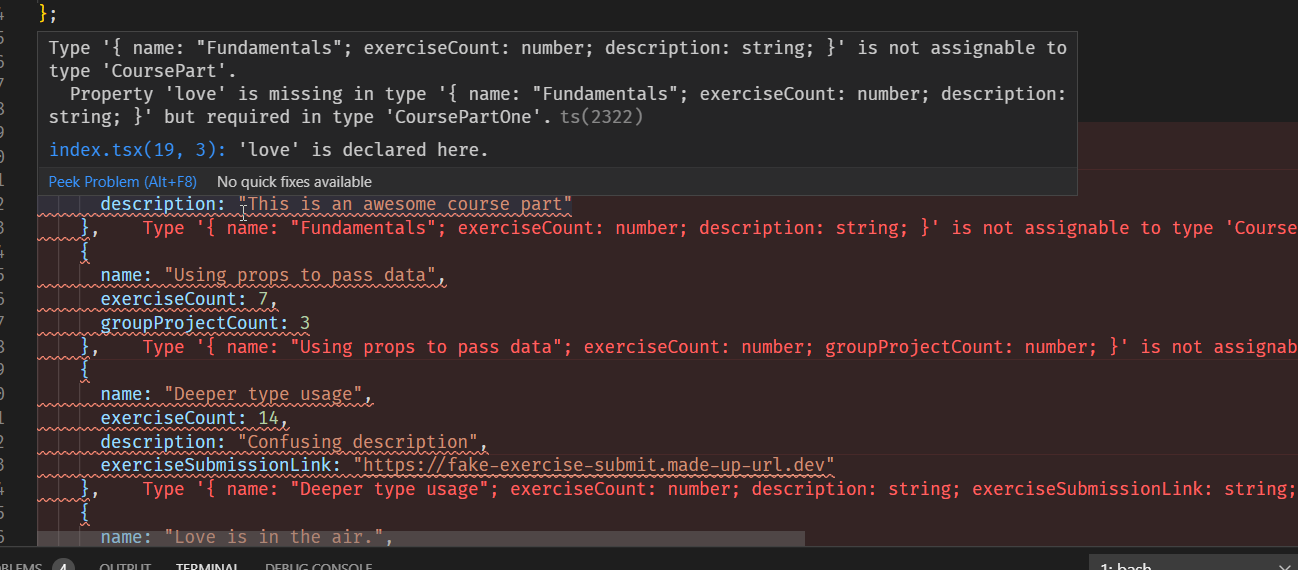 };
Type '{ name: "Fundamentals"; exerciseCount: number; description: string; }' is not assignable to
type 'CoursePart'.
Property 'love' is missing in type '{ name: "Fundamentals"; exerciseCount: number; description:
string; }' but required in type 'CoursePartOne'. ts(2322)
index.tsx(19, 3): 'love' is declared here.
Peek Problem (Alt+F8) No quick fixes available
description: "This is an awesome course part"
}, Type '{ name: "Fundamentals"; exerciseCount: number; description: string; }' is not assignable to type 'Course
{
name: "Using props to pass data",
exerciseCount: 7,
groupProjectCount: 3
}, Type '{ name: "Using props to pass data"; exerciseCount: number; groupProjectCount: number; }' is not assignab
{
name: "Deeper type usage",
exerciseCount: 14,
description: "Confusing description",
exerciseSubmissionLink: "https://fake-exercise-submit.made-up-url.dev"
}, Type '{ name: "Deeper type usage"; exerciseCount: number; description: string; exerciseSubmissionLink: string;
{
name: "Love is in the air.",
OBLEMS 4 OUTPUT TERMINAL DEBUG CONSOLE 1: bash